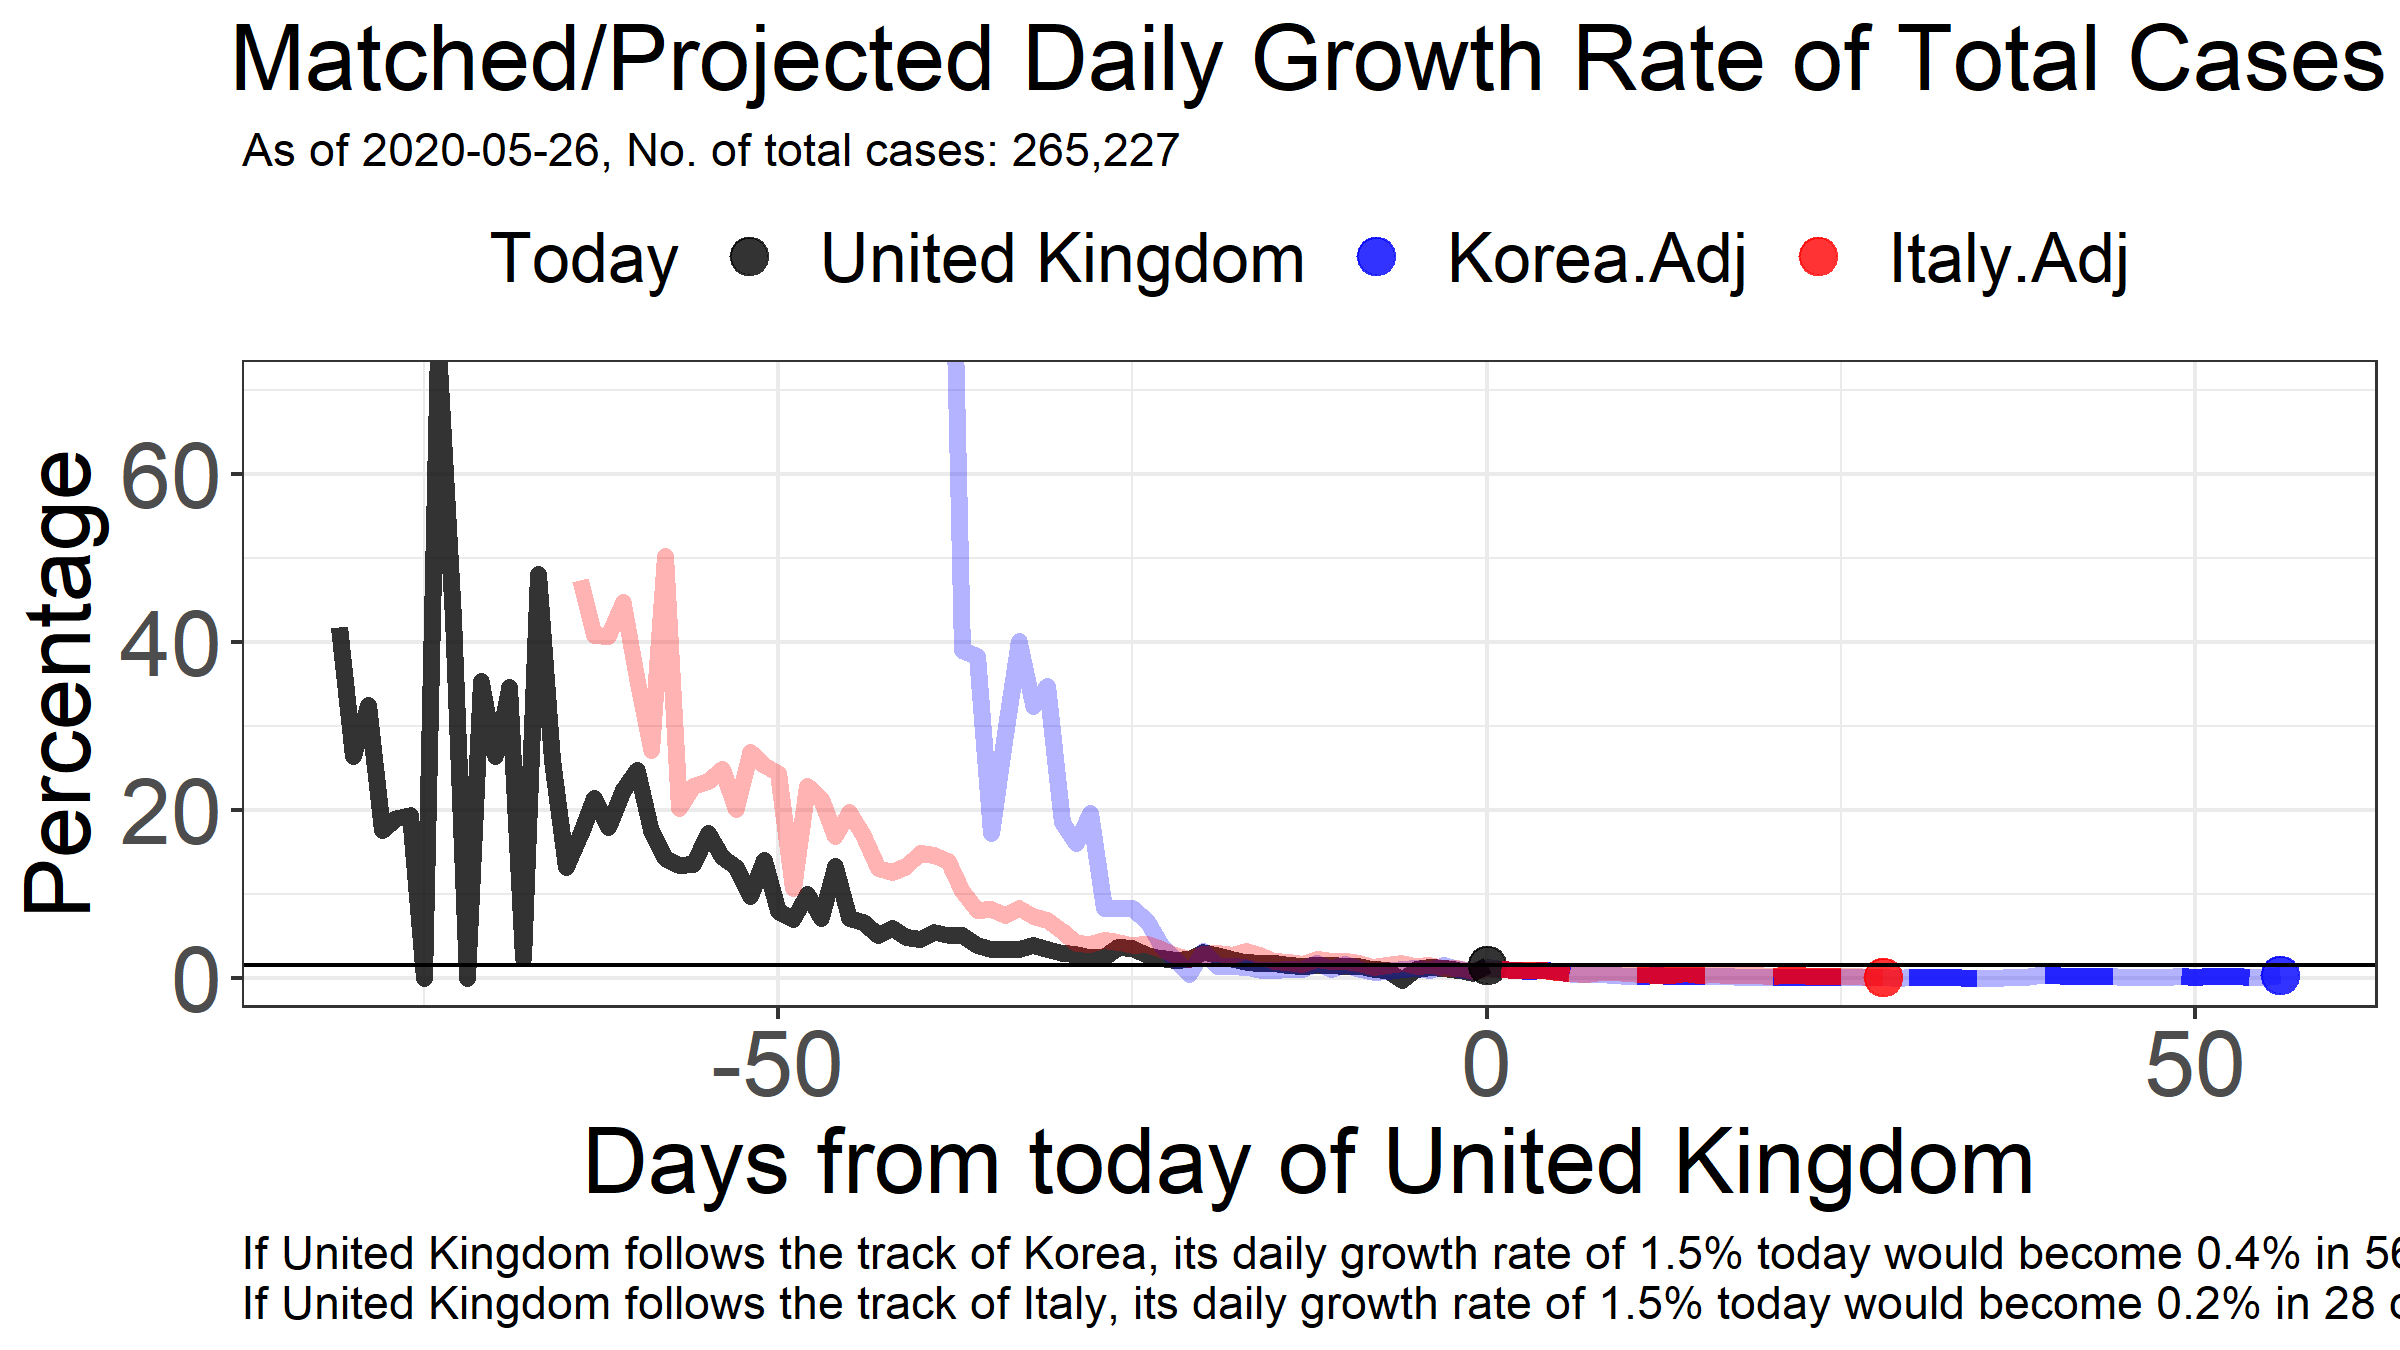 Matched/Projected Daily Growth Rate of Total Cases
As of 2020-05-26, No. of total cases: 265,227
Today United Kingdom Korea.Adj Italy.Adj
Percentage
60
40
20
0
-50 0 50
Days from today of United Kingdom
If United Kingdom follows the track of Korea, its daily growth rate of 1.5% today would become 0.4% in 56
If United Kingdom follows the track of Italy, its daily growth rate of 1.5% today would become 0.2% in 28